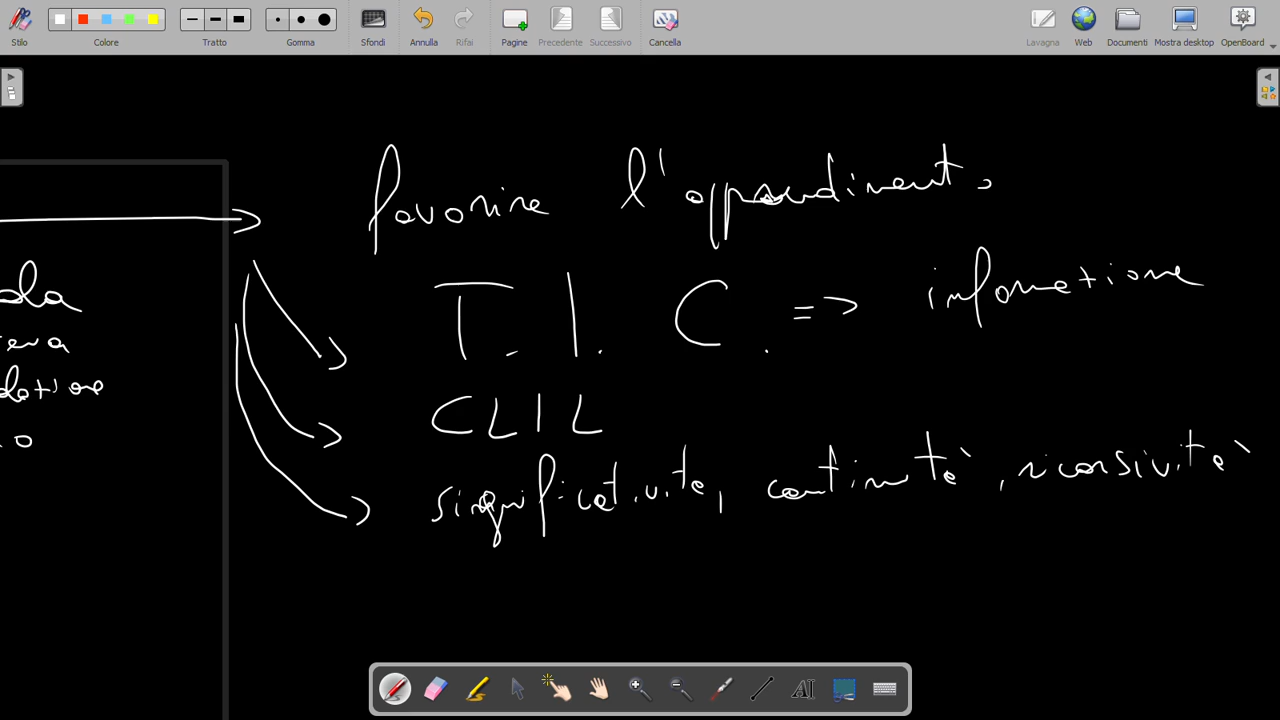 Stilo Colore Tratto Gomma Sfondi Annulla Rifai Pagine Precedente Successivo Cancella Lavagna Web Documenti Mostra desktop OpenBoard
favorire l'apprendimento
T. I. C. => informazione
CLIL
significatività, continuità, ricorsività